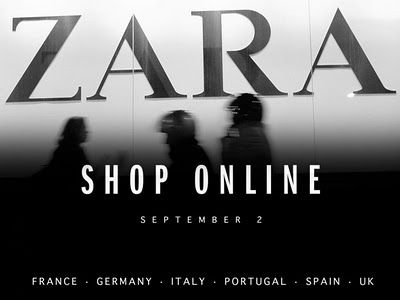 ZARA
SHOP ONLINE
SEPTEMBER 2
FRANCE · GERMANY · ITALY · PORTUGAL · SPAIN · UK